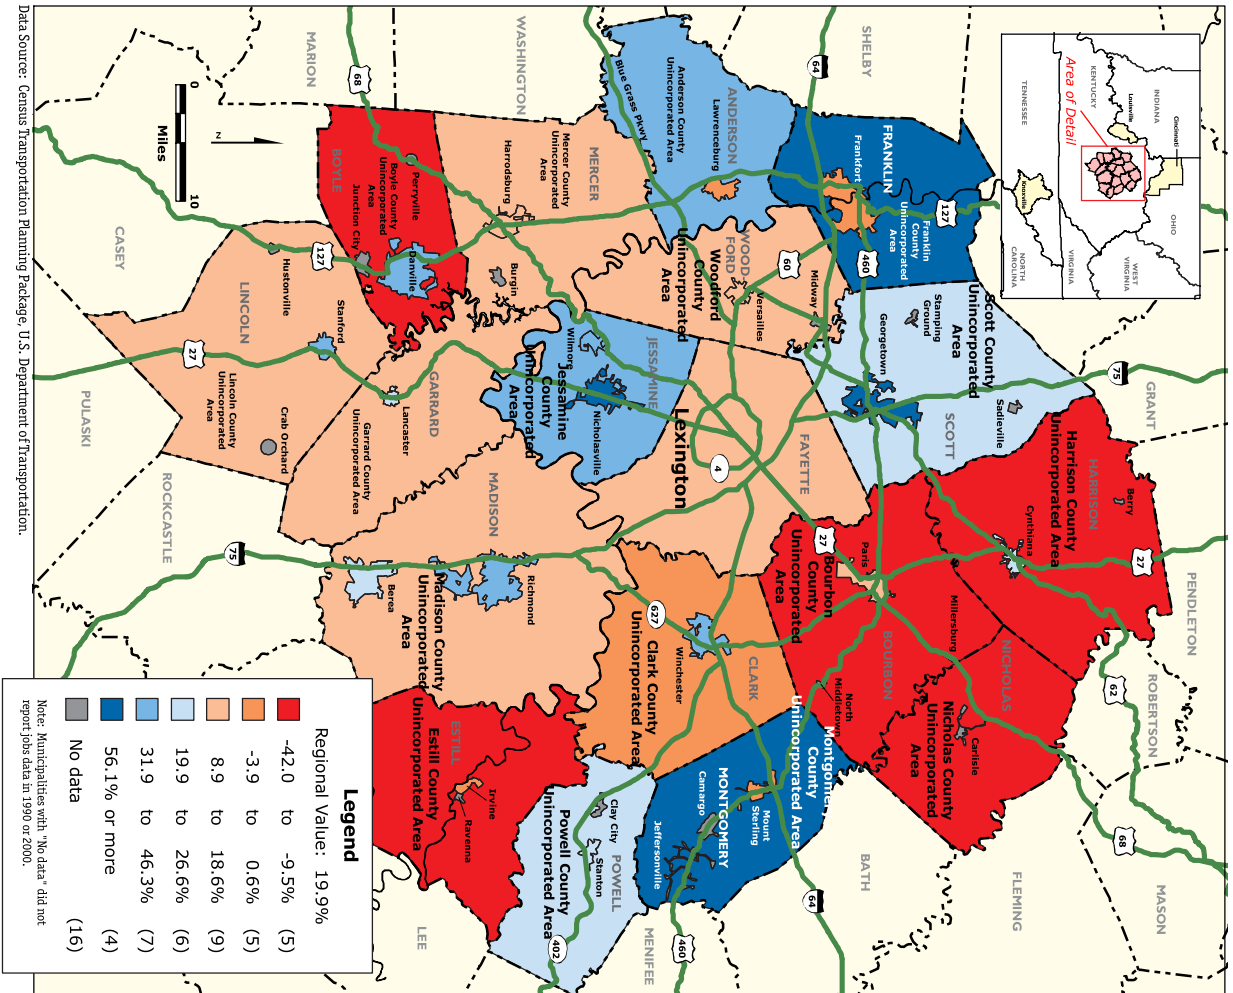 INDIANA
OHIO
Cincinnati
Louisville
KENTUCKY
WEST
VIRGINIA
VIRGINIA
Area of Detail
TENNESSEE
Knoxville
NORTH
CAROLINA
SHELBY
WASHINGTON
MARION
CASEY
PULASKI
ROCKCASTLE
LEE
MENIFEE
BATH
FLEMING
MASON
ROBERTSON
PENDLETON
GRANT
FRANKLIN
Frankfort
Franklin
County
Unincorporated
Area
ANDERSON
Anderson County
Unincorporated Area
Lawrenceburg
Blue Grass Pkwy
MERCER
Mercer County
Unincorporated
Area
Harrodsburg
Burgin
BOYLE
Boyle County
Unincorporated
Area
Perryville
Junction City
Danville
LINCOLN
Lincoln County
Unincorporated
Area
Hustonville
Stanford
Crab Orchard
GARRARD
Garrard County
Unincorporated Area
Lancaster
WOOD-
FORD
Woodford
County
Unincorporated
Area
Versailles
Midway
SCOTT
Scott County
Unincorporated
Area
Stamping
Ground
Georgetown
Sadieville
JESSAMINE
Jessamine
County
Unincorporated
Area
Wilmore
Nicholasville
FAYETTE
Lexington
HARRISON
Harrison County
Unincorporated Area
Berry
Cynthiana
BOURBON
Bourbon
County
Unincorporated
Area
Paris
Millersburg
North
Middletown
NICHOLAS
Nicholas County
Unincorporated
Area
Carlisle
CLARK
Clark County
Unincorporated Area
Winchester
MADISON
Madison County
Unincorporated
Area
Richmond
Berea
ESTILL
Estill County
Unincorporated Area
Irvine
Ravenna
POWELL
Powell County
Unincorporated Area
Clay City
Stanton
MONTGOMERY
Montgomery
County
Unincorporated Area
Mount
Sterling
Camargo
Jeffersonville
64
68
127
127
460
60
27
75
75
4
27
27
627
62
68
64
460
402
N
0 10
Miles
Legend
Regional Value: 19.9%
-42.0 to -9.5% (5)
-3.9 to 0.6% (5)
8.9 to 18.6% (9)
19.9 to 26.6% (6)
31.9 to 46.3% (7)
56.1% or more (4)
No data (16)
Note: Municipalities with "No data" did not
report jobs data in 1990 or 2000.
Data Source: Census Transportation Planning Package, U.S. Department of Transportation.